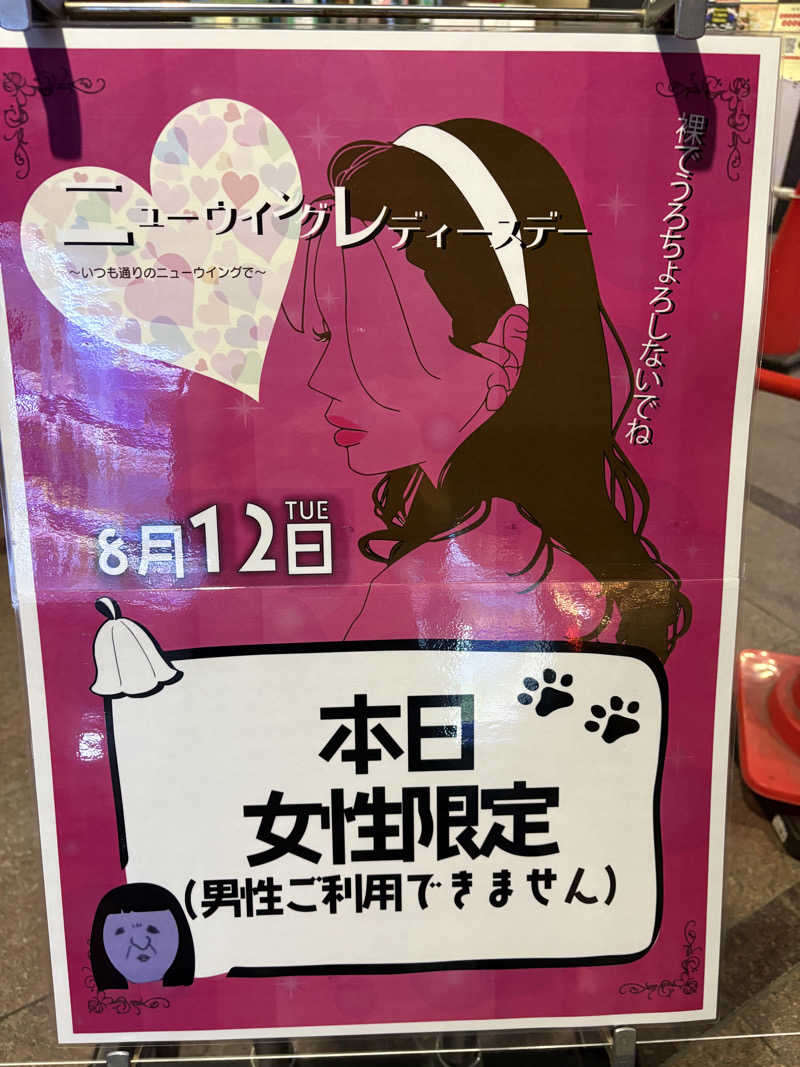 裸でうろちょろしないでね
ニューウイングレディースデー
～いつも通りのニューウイングで～
8月12日
TUE
本日
女性限定
(男性ご利用できません)